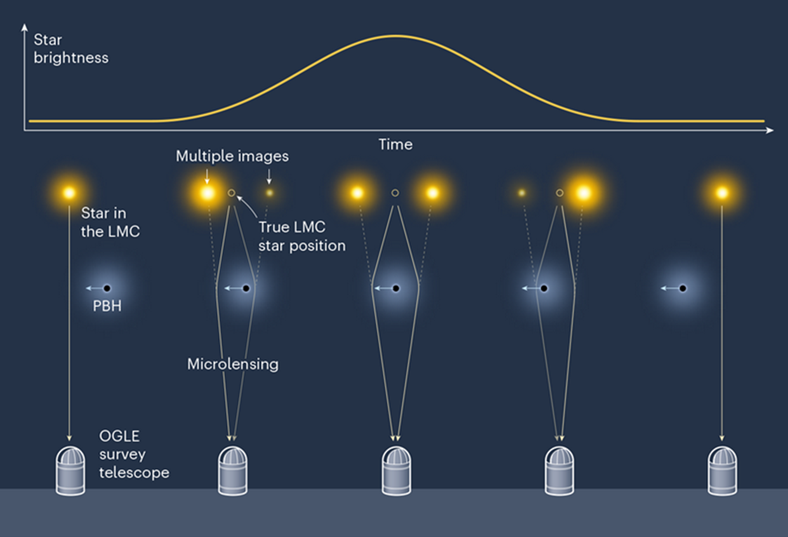 Star
brightness
Time
Multiple images
Star in
the LMC
True LMC
star position
PBH
Microlensing
OGLE
survey
telescope